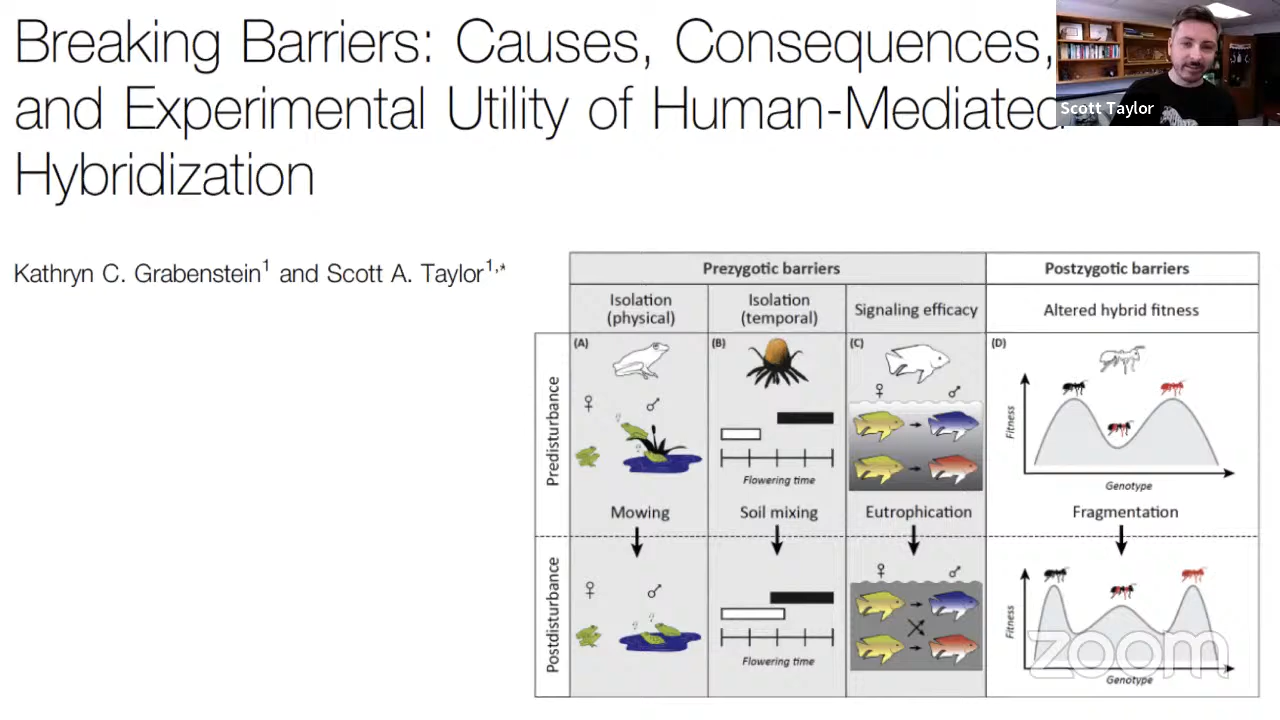 Breaking Barriers: Causes, Consequences,
and Experimental Utility of Human-Mediated
Hybridization
Scott Taylor
Kathryn C. Grabenstein1 and Scott A. Taylor1,*
Prezygotic barriers
Postzygotic barriers
Isolation
(physical)
Isolation
(temporal)
Signaling efficacy
Altered hybrid fitness
Predisturbance
(A)
♀ ♂
Mowing
(B)
Flowering time
Soil mixing
(C)
♀ ♂
Eutrophication
(D)
Fitness
Genotype
Fragmentation
Postdisturbance
♀ ♂
Flowering time
♀ ♂
Fitness
Genotype
zoom